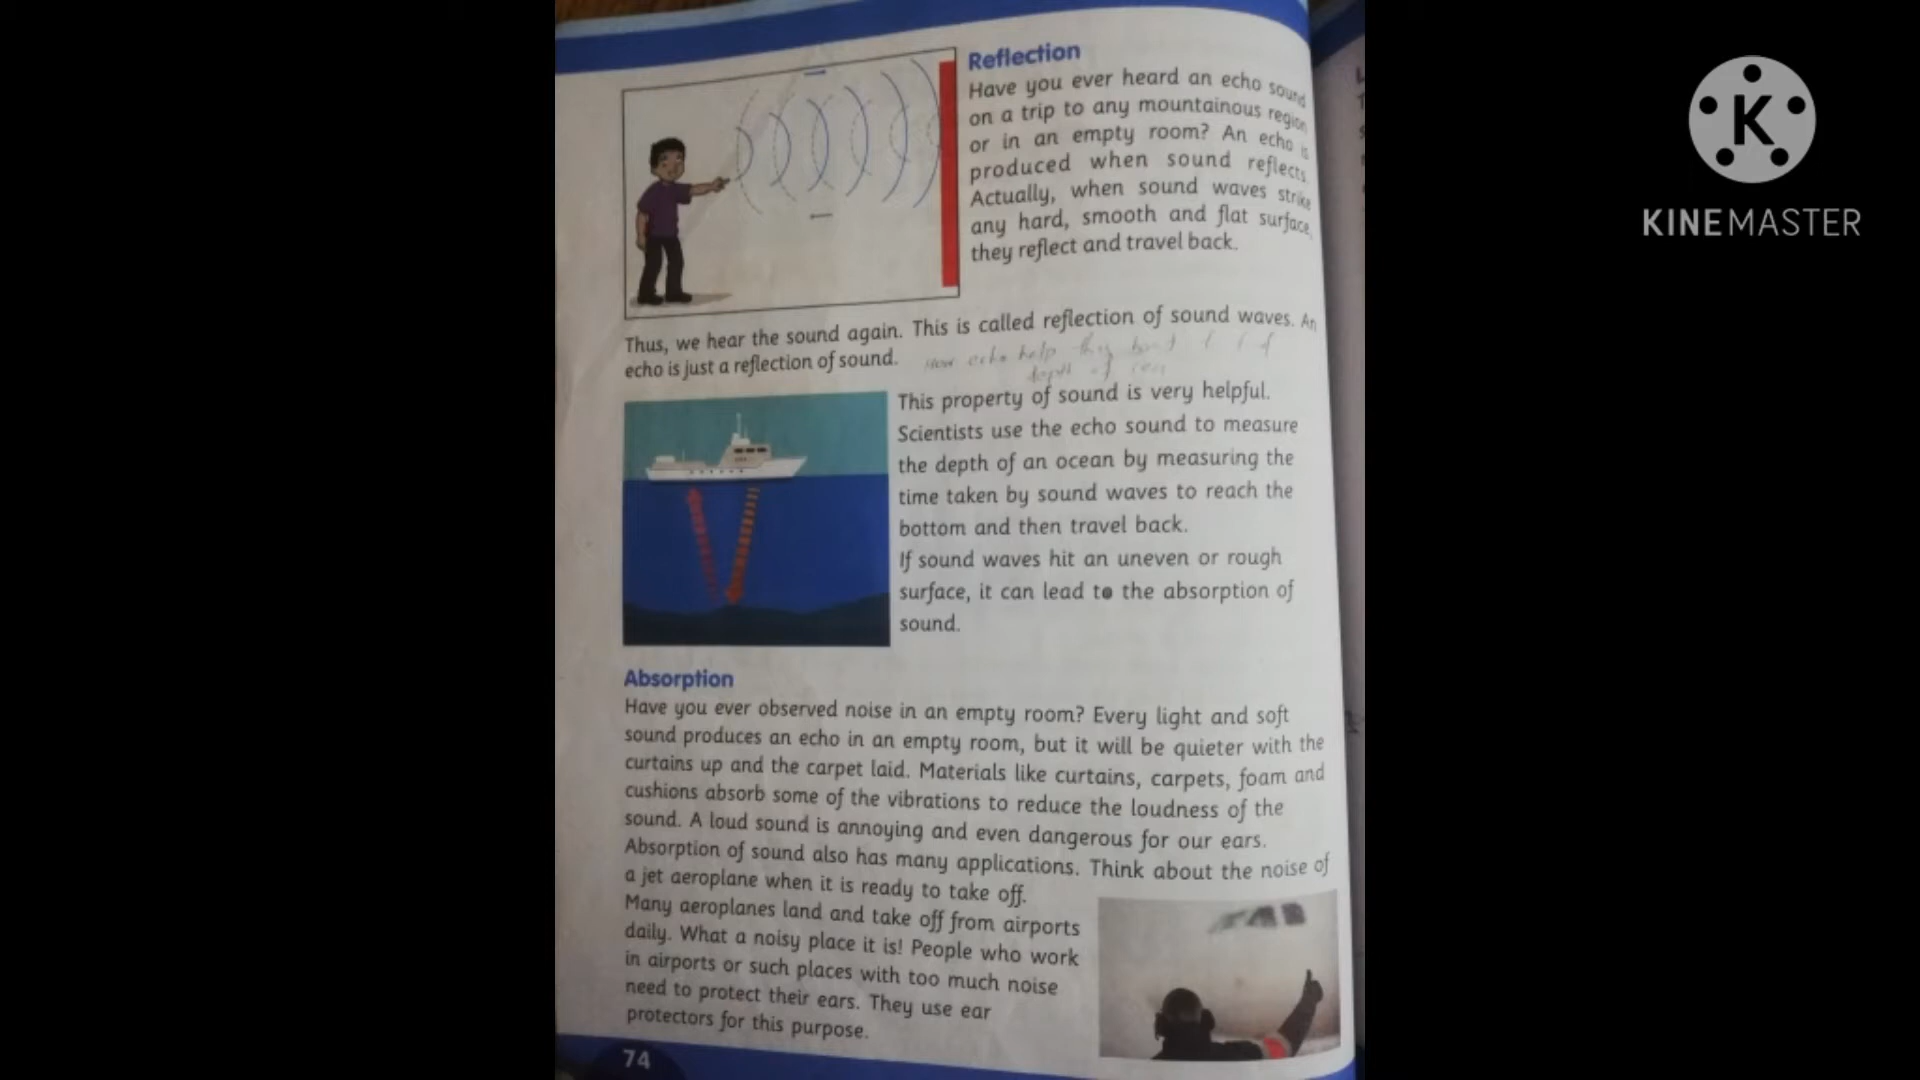 Reflection
Have you ever heard an echo sound
on a trip to any mountainous region
or in an empty room? An echo is
produced when sound reflects.
Actually, when sound waves strike
any hard, smooth and flat surface,
they reflect and travel back.
Thus, we hear the sound again. This is called reflection of sound waves. An
echo is just a reflection of sound.
echo help
depth of
This property of sound is very helpful.
Scientists use the echo sound to measure
the depth of an ocean by measuring the
time taken by sound waves to reach the
bottom and then travel back.
If sound waves hit an uneven or rough
surface, it can lead to the absorption of
sound.
Absorption
Have you ever observed noise in an empty room? Every light and soft
sound produces an echo in an empty room, but it will be quieter with the
curtains up and the carpet laid. Materials like curtains, carpets, foam and
cushions absorb some of the vibrations to reduce the loudness of the
sound. A loud sound is annoying and even dangerous for our ears.
Absorption of sound also has many applications. Think about the noise of
a jet aeroplane when it is ready to take off.
Many aeroplanes land and take off from airports
daily. What a noisy place it is! People who work
in airports or such places with too much noise
need to protect their ears. They use ear
protectors for this purpose.
74
K
KINEMASTER